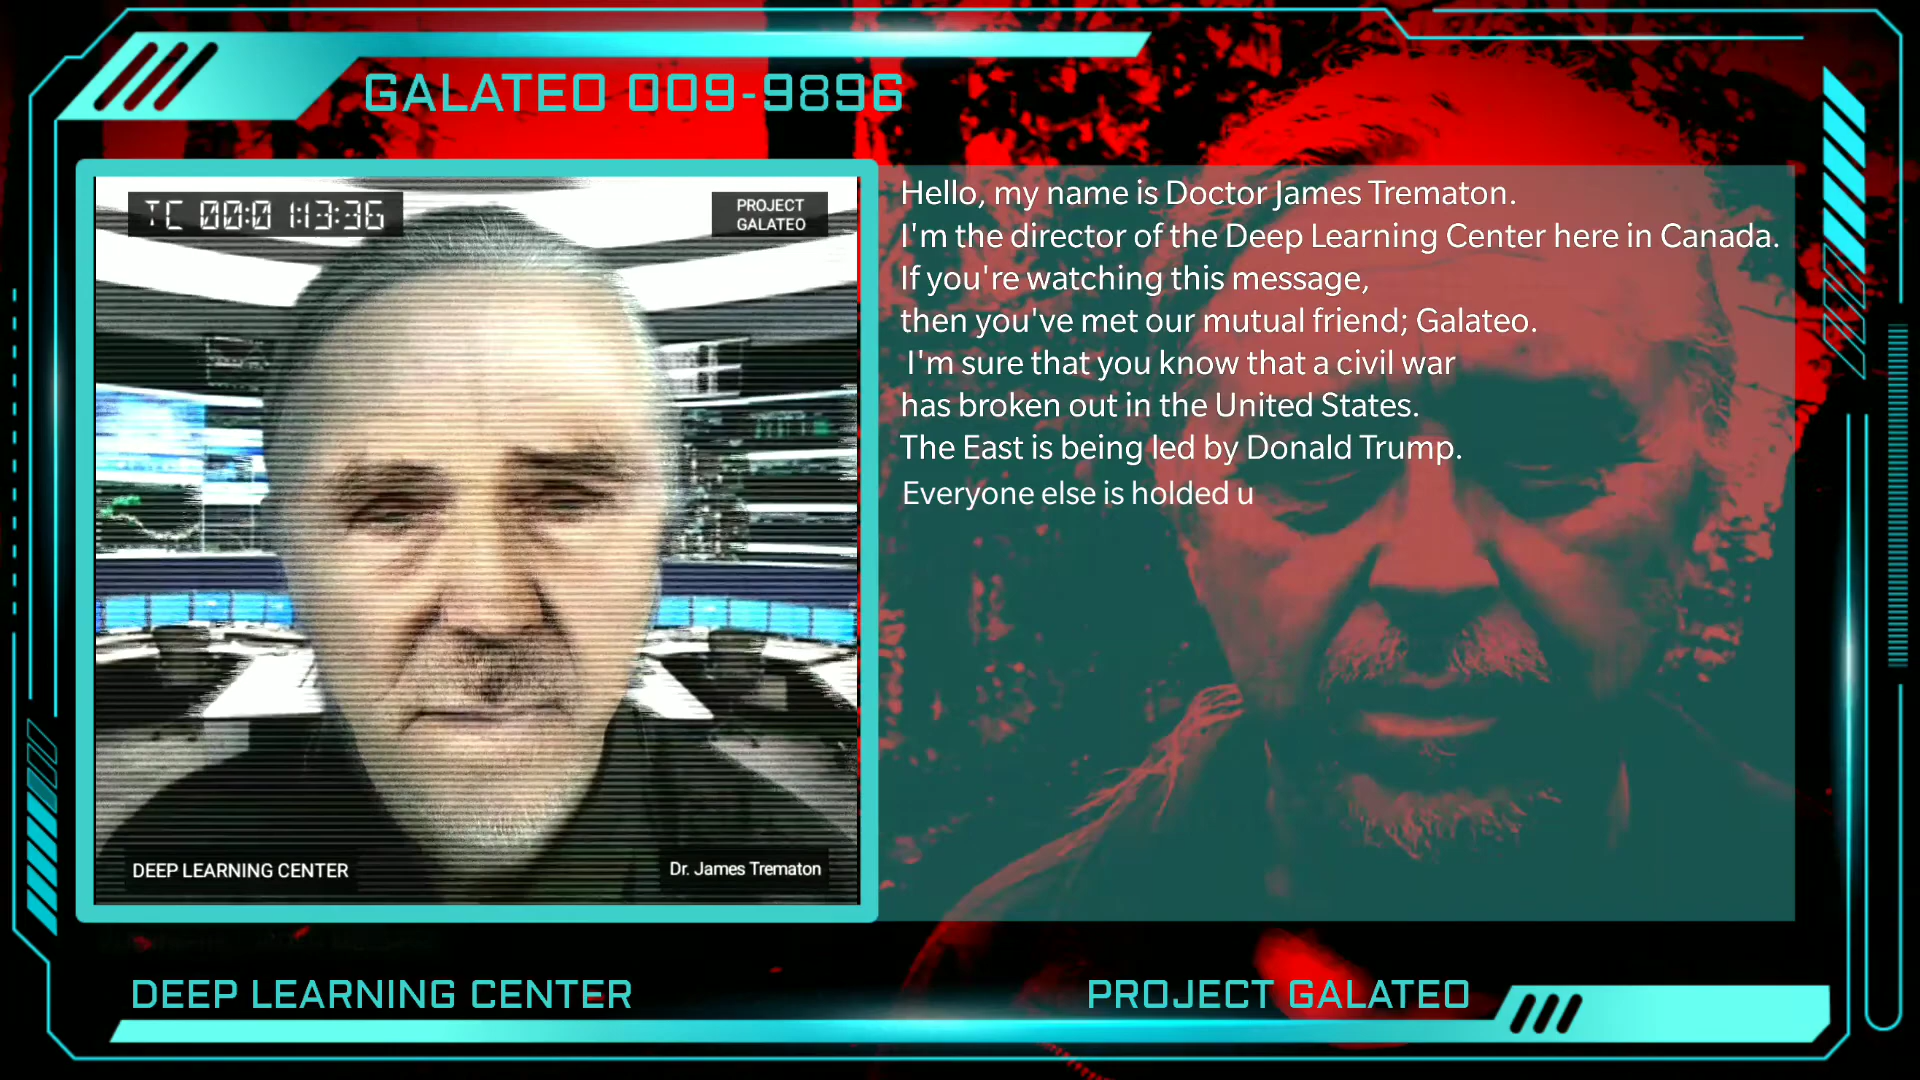 GALATEO 009-9896
TC 00:01:13:36
PROJECT
GALATEO
DEEP LEARNING CENTER
Dr. James Trematon
Hello, my name is Doctor James Trematon.
I'm the director of the Deep Learning Center here in Canada.
If you're watching this message,
then you've met our mutual friend; Galateo.
I'm sure that you know that a civil war
has broken out in the United States.
The East is being led by Donald Trump.
Everyone else is holded u
DEEP LEARNING CENTER
PROJECT GALATEO